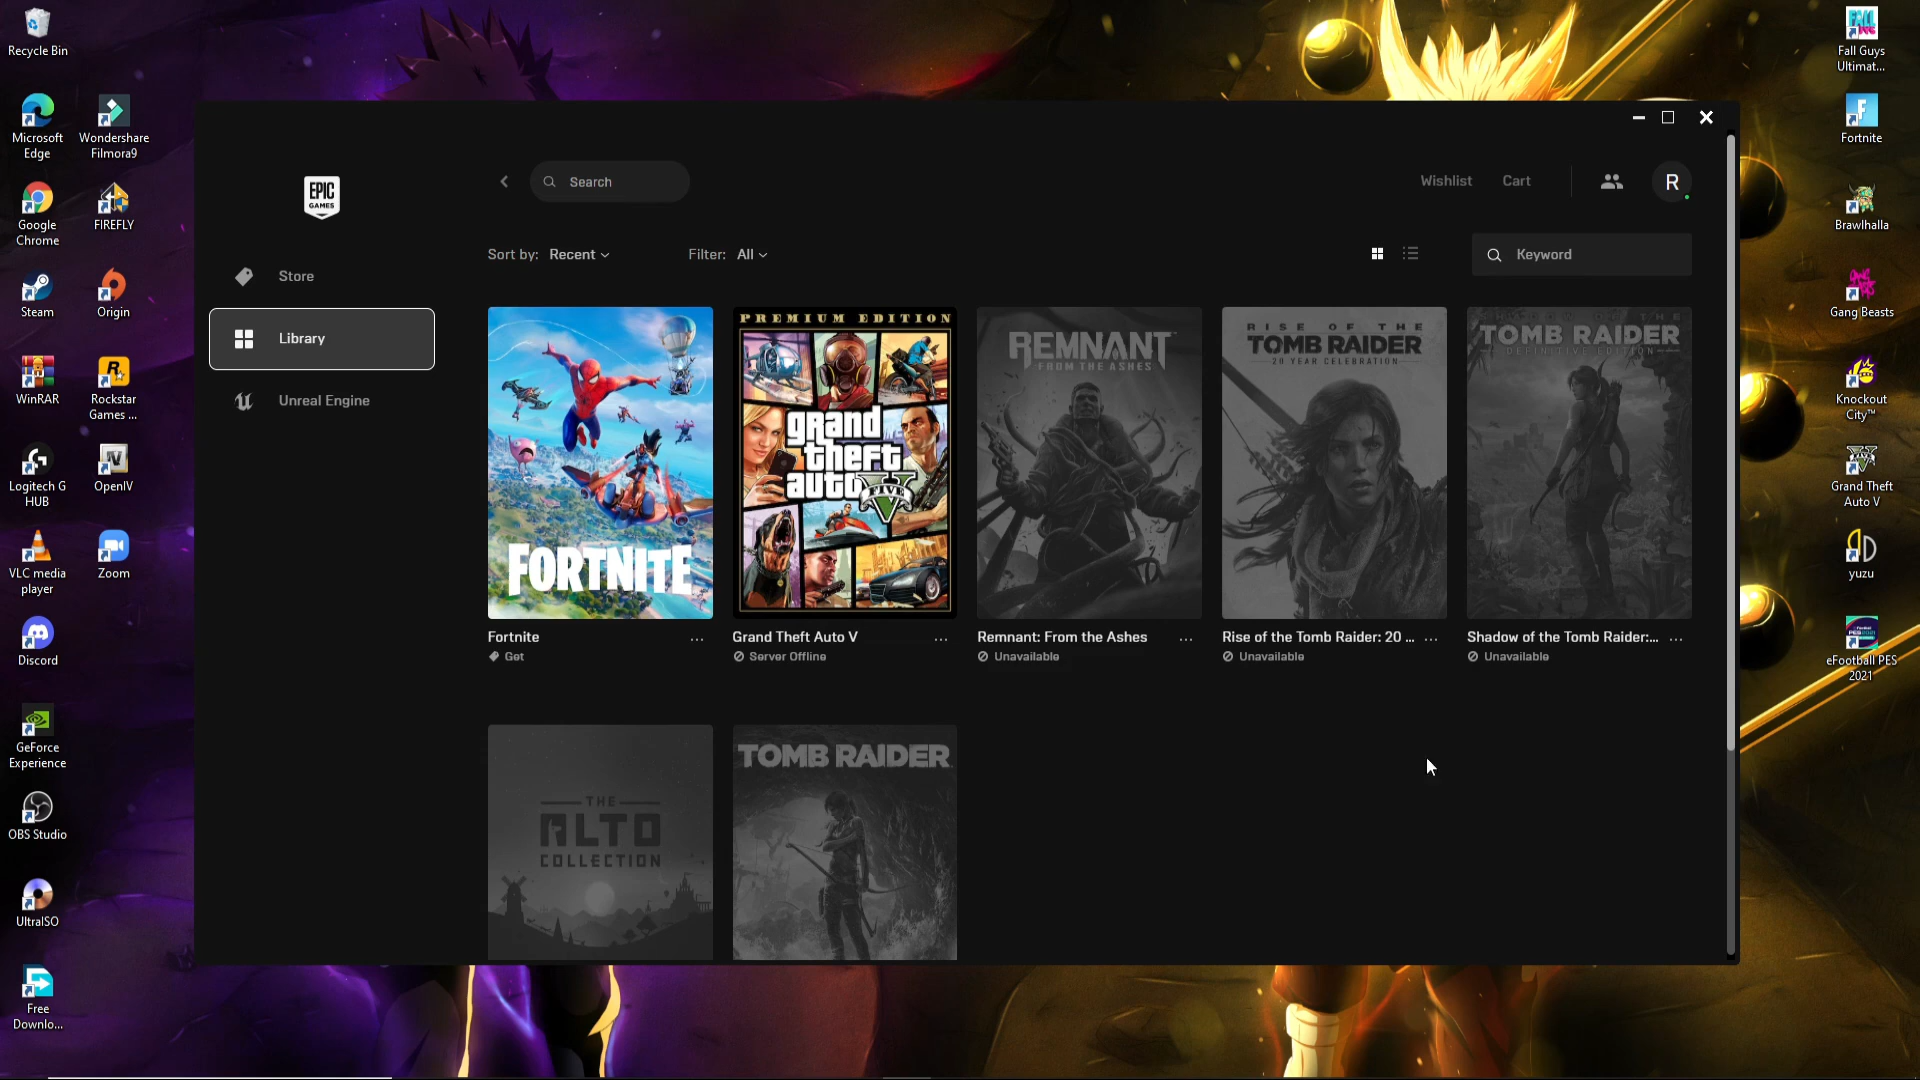 Recycle Bin
Microsoft
Edge
Wondershare
Filmora9
Google
Chrome
FIREFLY
Steam
Origin
WinRAR
Rockstar
Games ...
Logitech G
HUB
OpenIV
VLC media
player
Zoom
Discord
GeForce
Experience
OBS Studio
UltraISO
Free
Downlo...
EPIC
GAMES
Store
Library
Unreal Engine
Search
Wishlist
Cart
R
Sort by: Recent
Filter: All
Keyword
FORTNITE
Fortnite
...
Get
PREMIUM EDITION
grand
theft
auto
FIVE
Grand Theft Auto V
...
Server Offline
REMNANT
FROM THE ASHES
Remnant: From the Ashes
...
Unavailable
RISE OF THE
TOMB RAIDER
20 YEAR CELEBRATION
Rise of the Tomb Raider: 20 ...
...
Unavailable
SHADOW OF THE
TOMB RAIDER
DEFINITIVE EDITION
Shadow of the Tomb Raider:...
...
Unavailable
THE
ALTO
COLLECTION
TOMB RAIDER
Fall Guys
Ultimat...
Fortnite
Brawlhalla
Gang Beasts
Knockout
City™
Grand Theft
Auto V
yuzu
eFootball PES
2021